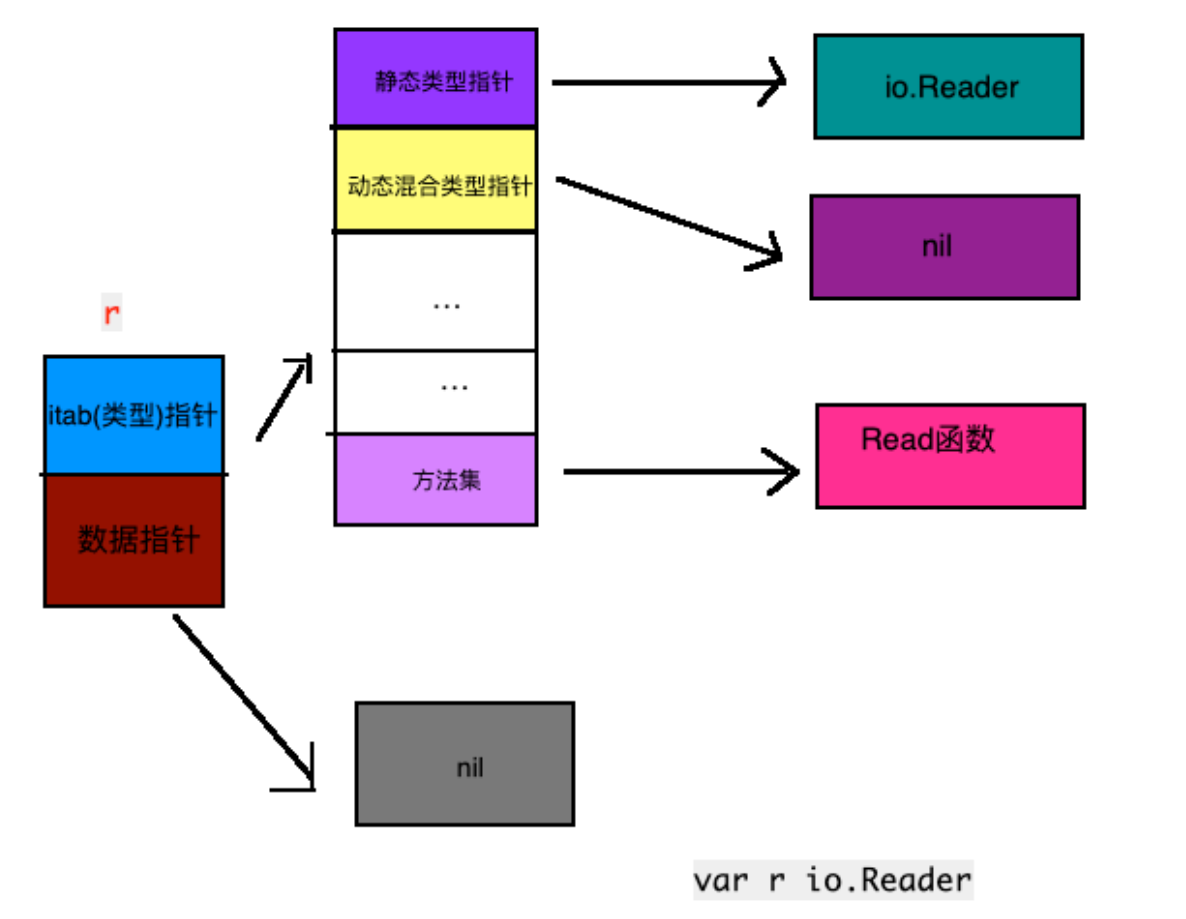 静态类型指针
io.Reader
动态混合类型指针
nil
...
r
...
itab(类型)指针
Read函数
方法集
数据指针
nil
var r io.Reader